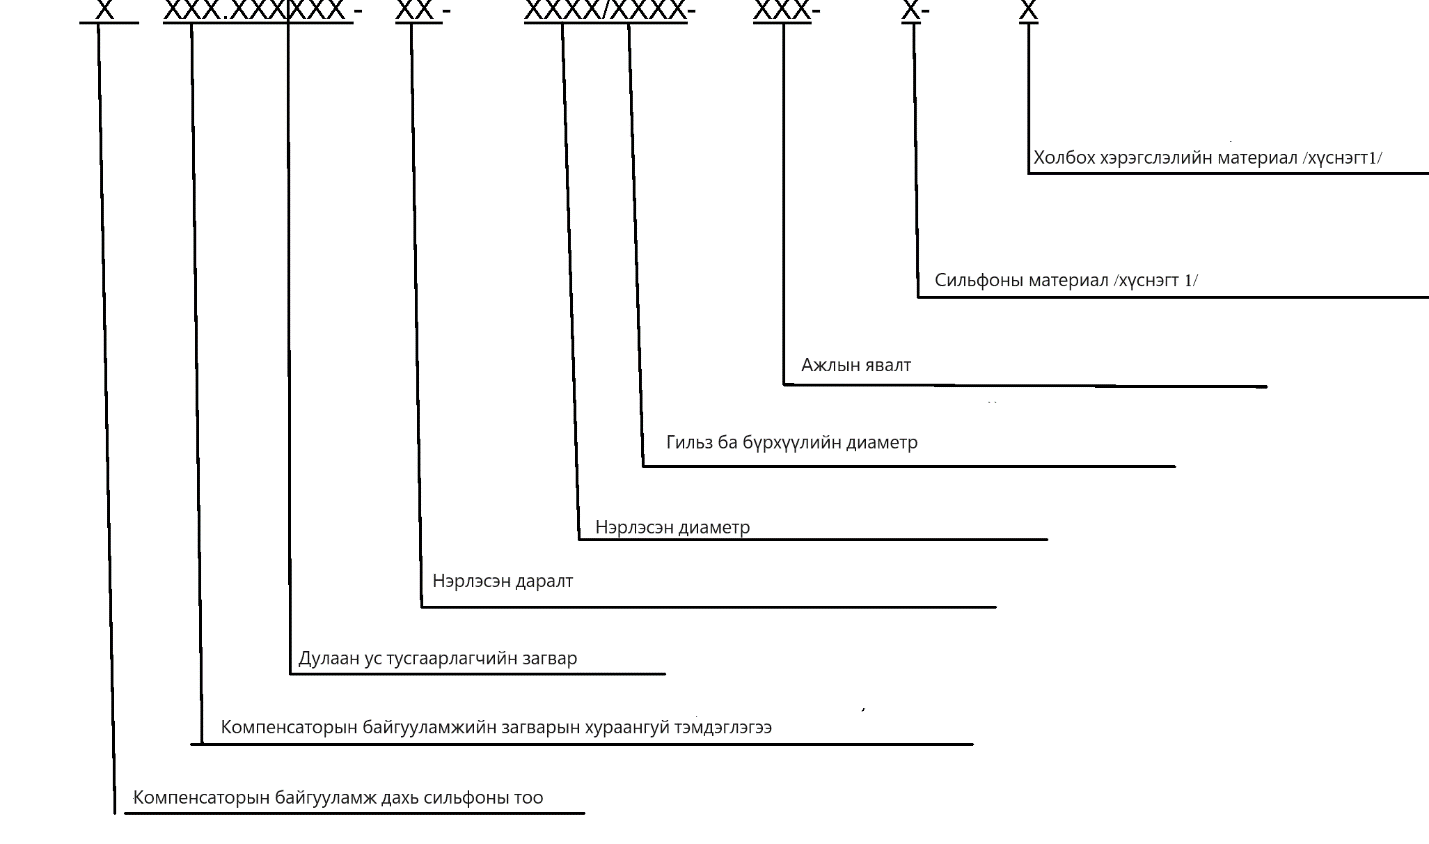 X XXX.XXXXXX - XX - XXXX/XXXX- XXX- X- X
Холбох хэрэгслэлийн материал /хүснэгт1/
Сильфоны материал /хүснэгт 1/
Ажлын явалт
Гильз ба бүрхүүлийн диаметр
Нэрлэсэн диаметр
Нэрлэсэн даралт
Дулаан ус тусгаарлагчийн загвар
Компенсаторын байгууламжийн загварын хураангуй тэмдэглэгээ
Компенсаторын байгууламж дахь сильфоны тоо